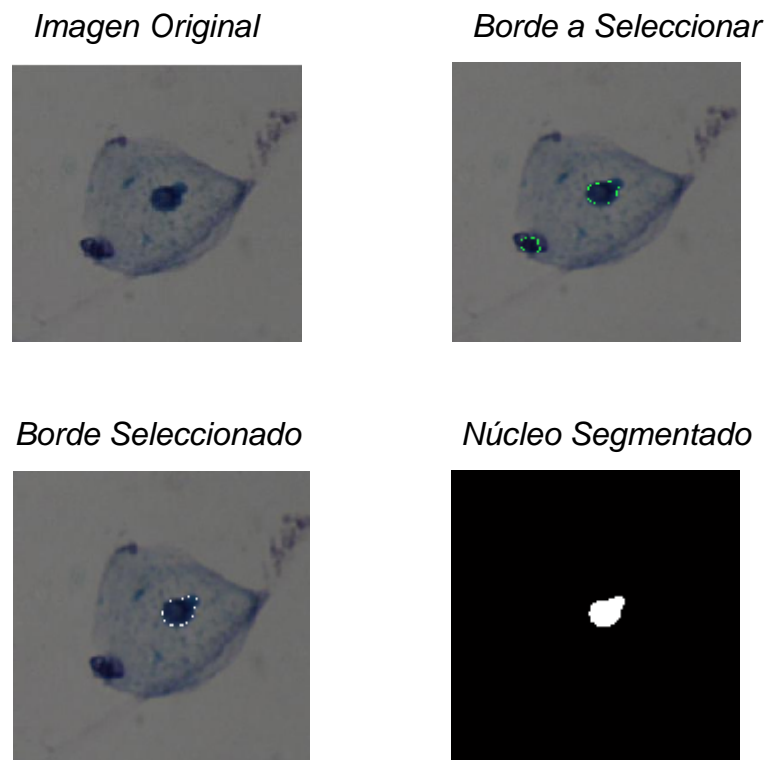 Imagen Original
Borde a Seleccionar
Borde Seleccionado
Núcleo Segmentado